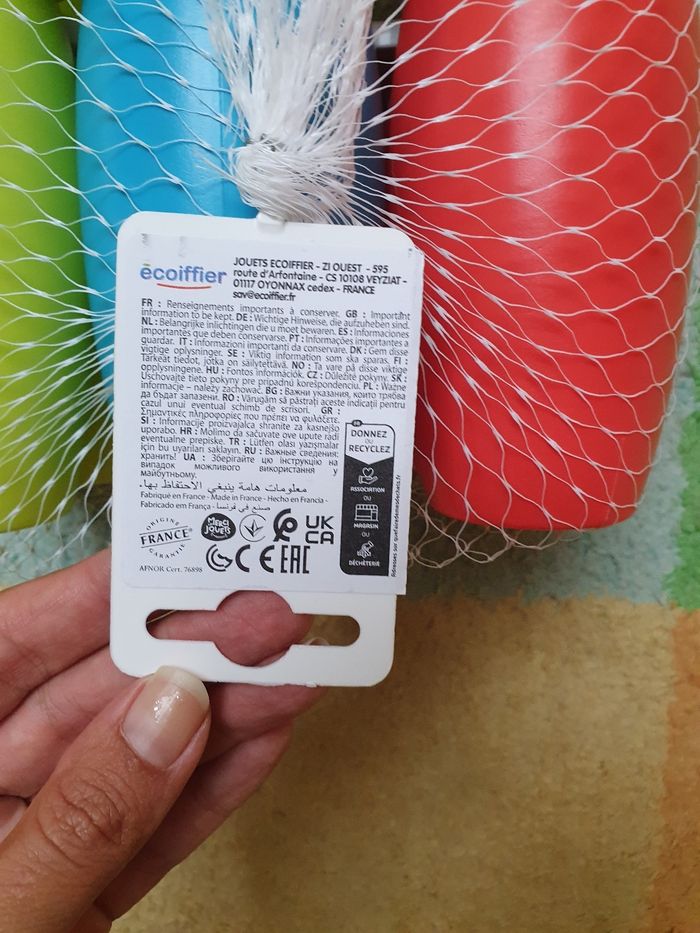 écoiffier
JOUETS ECOIFFIER - ZI OUEST - 595
route d'Arfontaine - CS 10108 VEYZIAT -
01117 OYONNAX cedex - FRANCE
sav@ecoiffier.fr
FR : Renseignements importants à conserver. GB : Important
information to be kept. DE : Wichtige Hinweise, die aufzuheben sind.
NL : Belangrijke inlichtingen die u moet bewaren. ES : Informaciones
importantes que deben conservarse. PT : Informações importantes a
guardar. IT : Informazioni importanti da conservare. DK : Gem disse
vigtige oplysninger. SE : Viktig information som ska sparas. FI :
Tärkeät tiedot, jotka on säilytettävä. NO : Ta vare på disse viktige
opplysningene. HU : Fontos információk. CZ : Důležité pokyny. SK :
Uschovajte tieto pokyny pre prípadnú korešpondenciu. PL : Ważne
informacje – należy zachować. BG : Важни указания, които трябва
да бъдат запазени. RO : Vărugăm să păstrați aceste indicații pentru
cazul unui eventual schimb de scrisori. GR :
Σημαντικές πληροφορίες που πρέπει να φυλάξετε.
SI : Informacije proizvajalca shranite za kasnejšo
uporabo. HR : Molimo da sačuvate ove upute radi
eventualne prepiske. TR : Lütfen olası yazışmalar
için bu uyarıları saklayın. RU : Важные сведения:
хранить! UA : Зберігайте цю інструкцію на
випадок можливого використання у
майбутньому.
معلومات هامة ينبغي الاحتفاظ بها.
Fabriqué en France - Made in France - Hecho en Francia -
Fabricado em França - صنع في فرنسا
ORIGINE
FRANCE
GARANTIE
AFNOR Cert. 76898
MERCI
JOUETS
UK
CA
CE EAC
FR
DONNEZ
OU
RECYCLEZ
ASSOCIATION
OU
MAGASIN
OU
DÉCHÈTERIE
Adresses sur quefairedemesdechets.fr